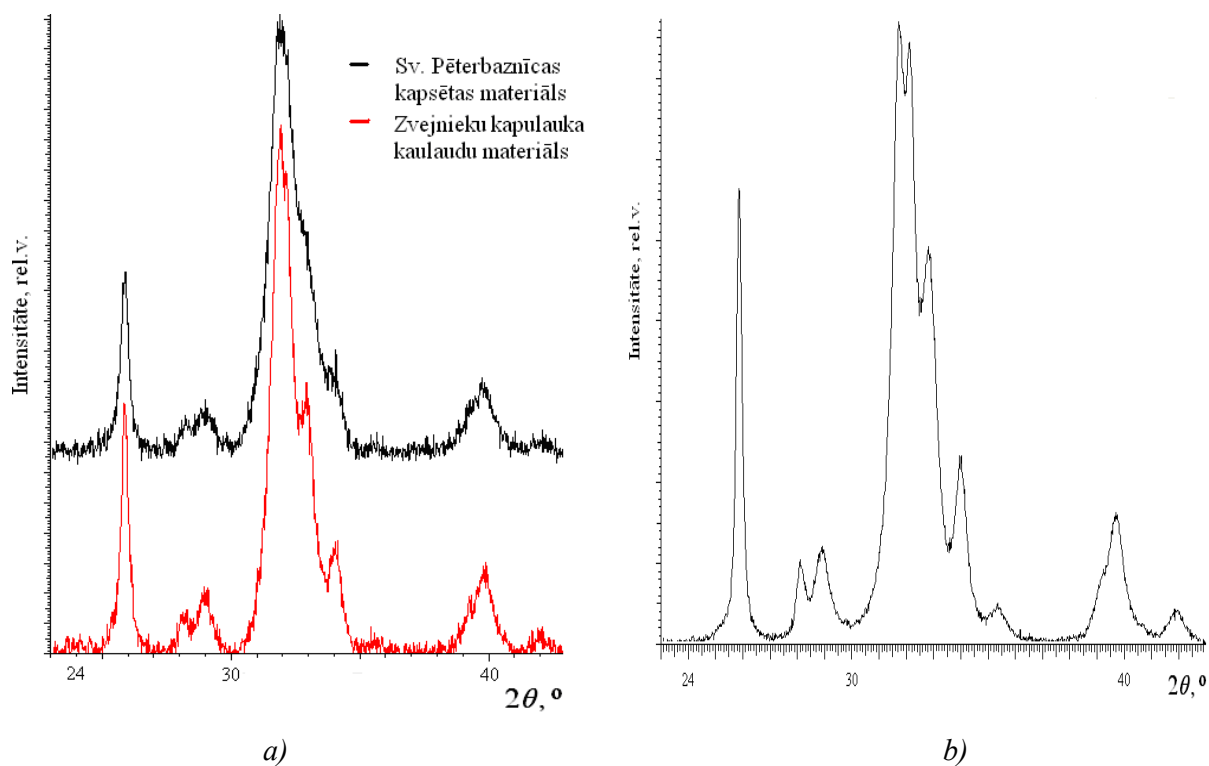 a)
Intensitāte, rel.v.
Sv. Pēterbaznīcas
kapsētas materiāls
Zvejnieku kapulauka
kaulaudu materiāls
24
30
40
2θ, º
a)
b)
Intensitāte, rel.v.
24
30
40
2θ, º
b)